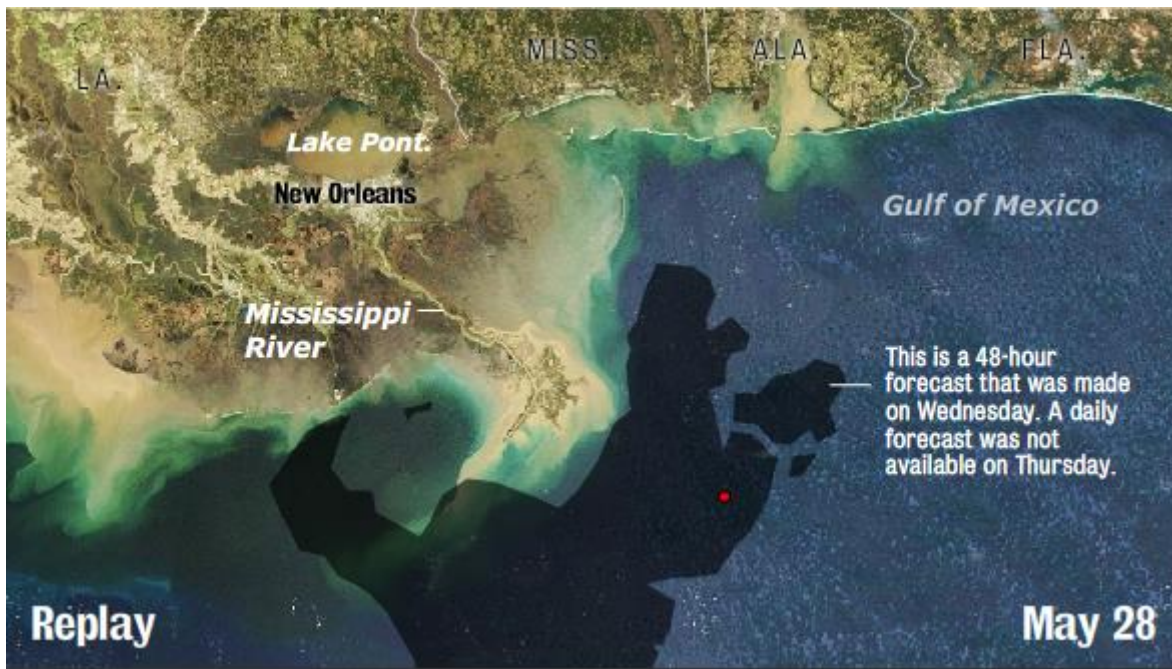 LA.
MISS.
ALA.
FLA.
Lake Pont.
New Orleans
Gulf of Mexico
Mississippi
River
This is a 48-hour
forecast that was made
on Wednesday. A daily
forecast was not
available on Thursday.
Replay
May 28